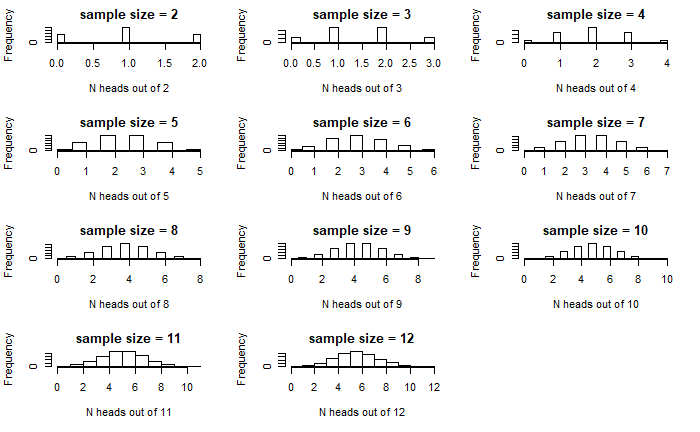 sample size = 2
Frequency
0
0.0 0.5 1.0 1.5 2.0
N heads out of 2
sample size = 3
Frequency
0
0.0 0.5 1.0 1.5 2.0 2.5 3.0
N heads out of 3
sample size = 4
Frequency
0
0 1 2 3 4
N heads out of 4
sample size = 5
Frequency
0
0 1 2 3 4 5
N heads out of 5
sample size = 6
Frequency
0
0 1 2 3 4 5 6
N heads out of 6
sample size = 7
Frequency
0
0 1 2 3 4 5 6 7
N heads out of 7
sample size = 8
Frequency
0
0 2 4 6 8
N heads out of 8
sample size = 9
Frequency
0
0 2 4 6 8
N heads out of 9
sample size = 10
Frequency
0
0 2 4 6 8 10
N heads out of 10
sample size = 11
Frequency
0
0 2 4 6 8 10
N heads out of 11
sample size = 12
Frequency
0
0 2 4 6 8 10 12
N heads out of 12